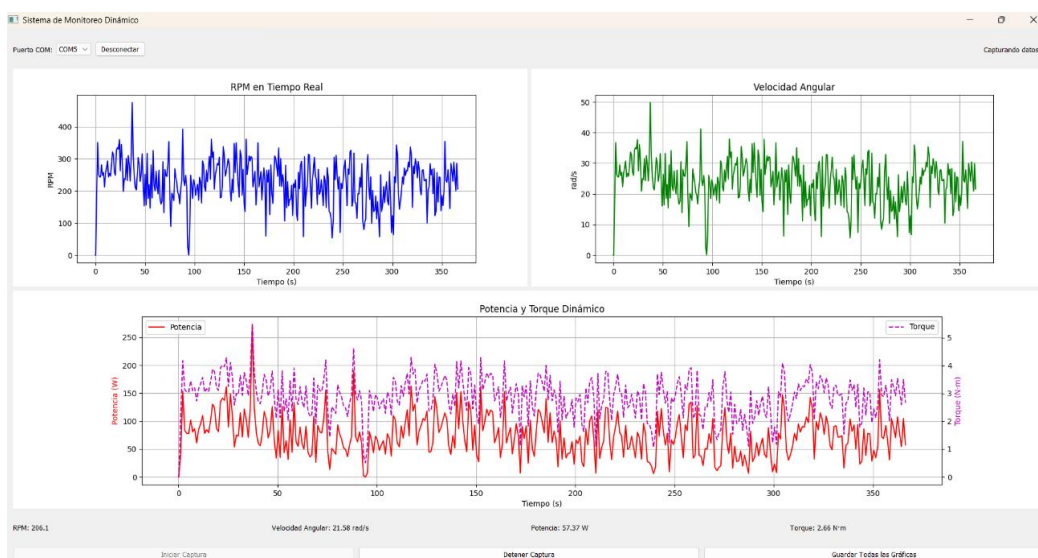 Sistema de Monitoreo Dinámico
Puerto COM: COM5 Desconectar Capturando datos
RPM en Tiempo Real
RPM
400
300
200
100
0
0 50 100 150 200 250 300 350
Tiempo (s)
Velocidad Angular
rad/s
50
40
30
20
10
0
0 50 100 150 200 250 300 350
Tiempo (s)
Potencia y Torque Dinámico
Potencia
Torque
Potencia (W)
250
200
150
100
50
0
Torque (N·m)
5
4
3
2
1
0
0 50 100 150 200 250 300 350
Tiempo (s)
RPM: 206.1 Velocidad Angular: 21.58 rad/s Potencia: 57.37 W Torque: 2.66 N·m
Iniciar Captura Detener Captura Guardar Todas las Gráficas